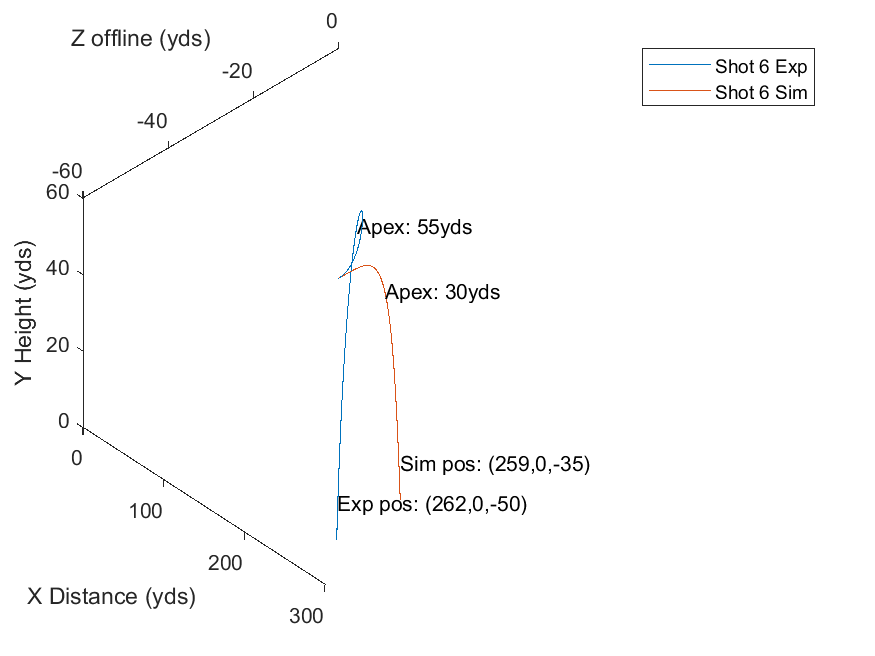 Z offline (yds)
0
-20
-40
-60
Shot 6 Exp
Shot 6 Sim
60
40
20
0
Y Height (yds)
Apex: 55yds
Apex: 30yds
Sim pos: (259,0,-35)
Exp pos: (262,0,-50)
0
100
200
300
X Distance (yds)